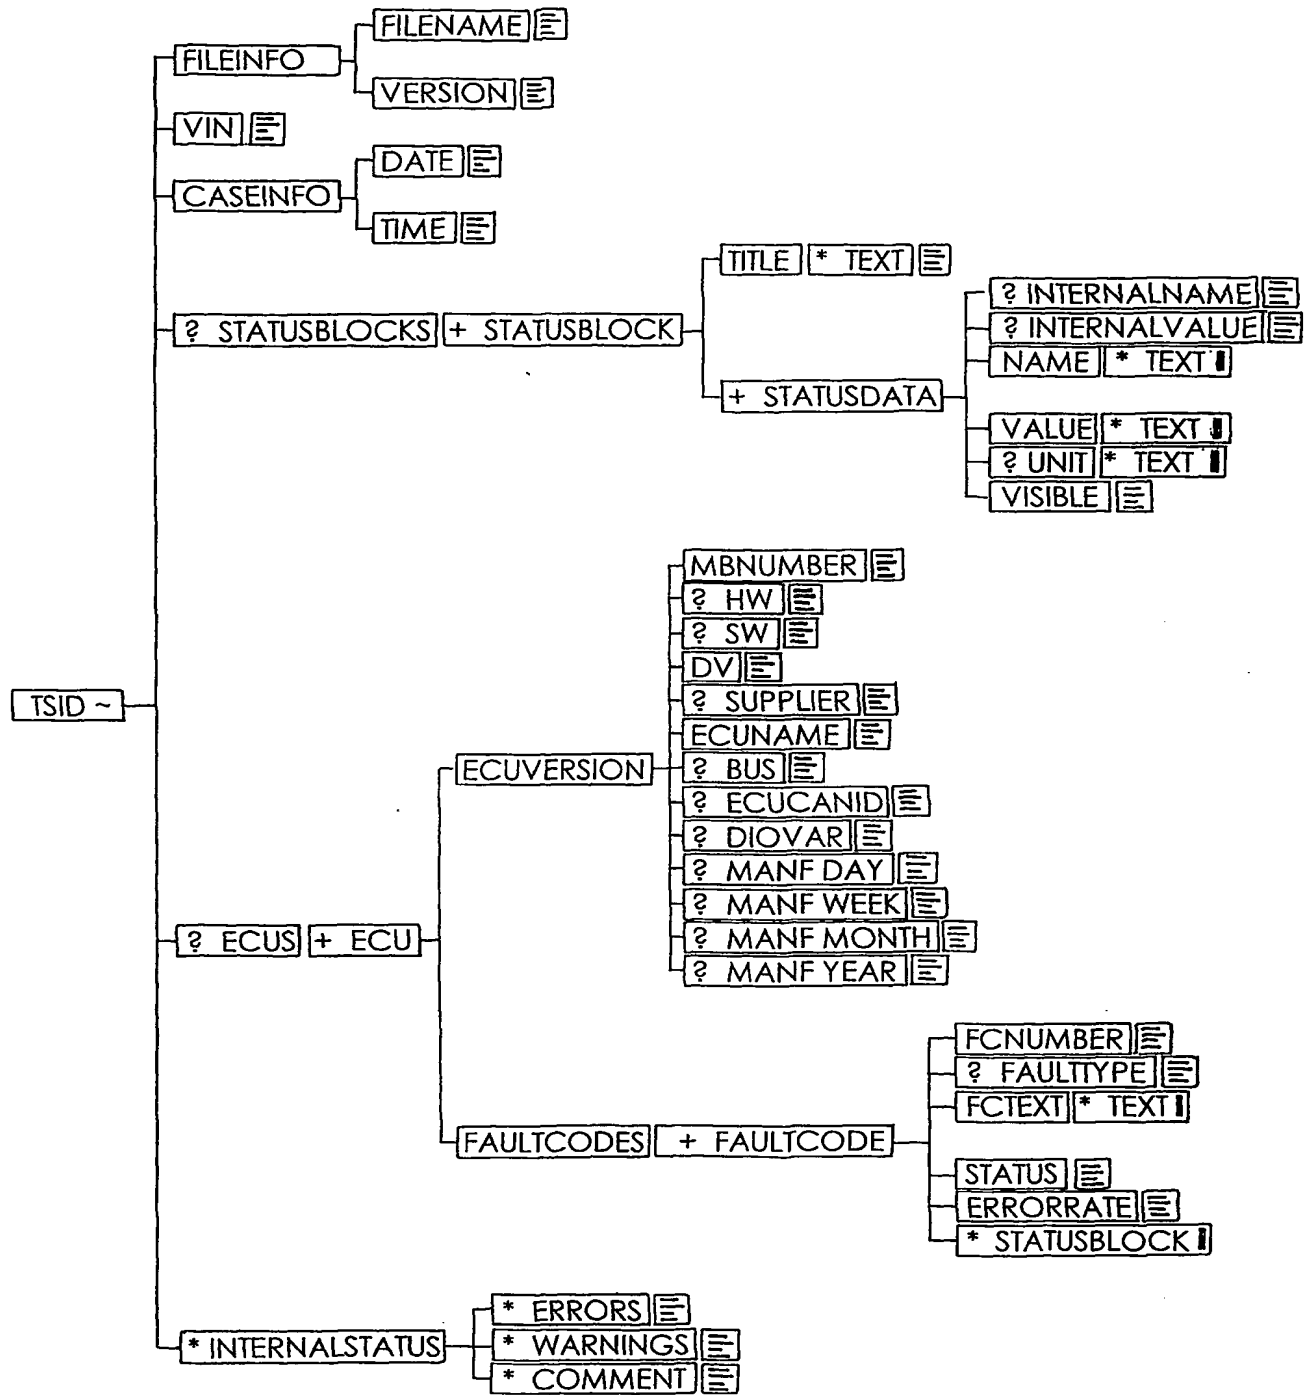 FILENAME
FILEINFO
VERSION
VIN
DATE
CASEINFO
TIME
TITLE * TEXT
? INTERNALNAME
? STATUSBLOCKS + STATUSBLOCK
? INTERNALVALUE
NAME * TEXT
+ STATUSDATA
VALUE * TEXT
? UNIT * TEXT
VISIBLE
MBNUMBER
? HW
? SW
DV
TSID ~
? SUPPLIER
ECUNAME
ECUVERSION
? BUS
? ECUCANID
? DIOVAR
? MANF DAY
? MANF WEEK
? ECUS + ECU
? MANF MONTH
? MANF YEAR
FCNUMBER
? FAULTTYPE
FCTEXT * TEXT
FAULTCODES + FAULTCODE
STATUS
ERRORRATE
* STATUSBLOCK
* ERRORS
* INTERNALSTATUS
* WARNINGS
* COMMENT